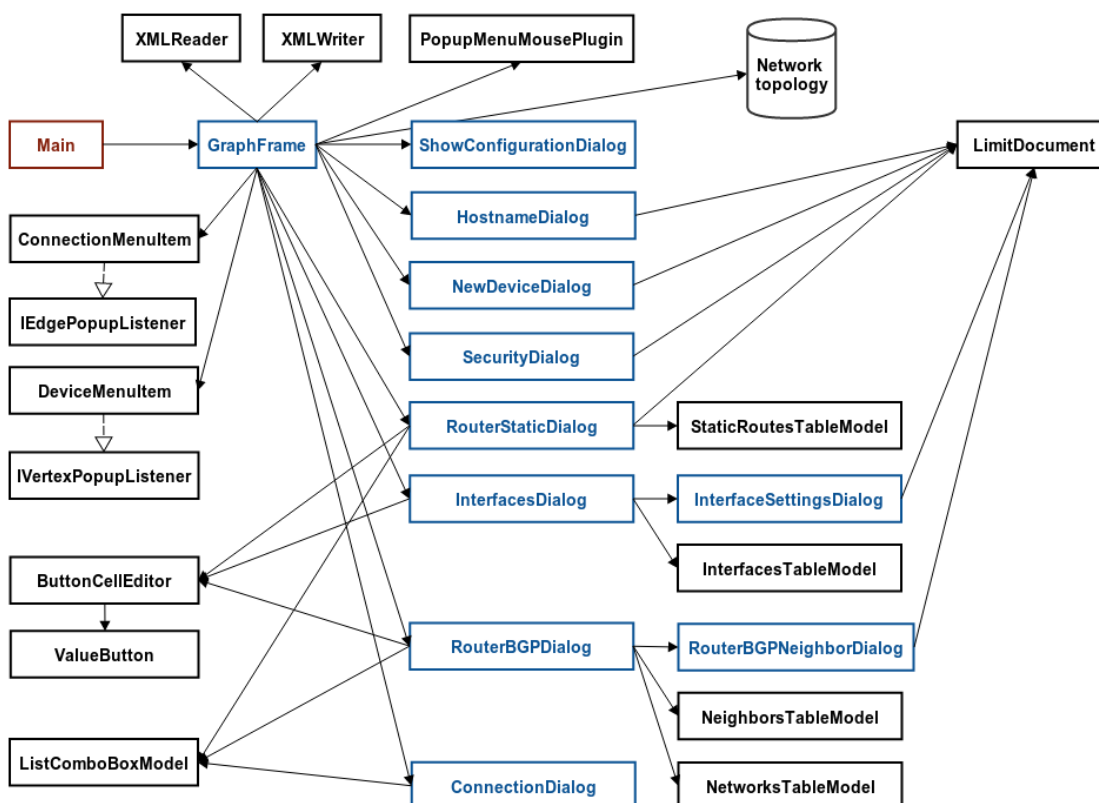 XMLReader
XMLWriter
PopupMenuMousePlugin
Network
topology
Main
GraphFrame
ShowConfigurationDialog
LimitDocument
ConnectionMenuItem
HostnameDialog
NewDeviceDialog
IEdgePopupListener
SecurityDialog
DeviceMenuItem
RouterStaticDialog
StaticRoutesTableModel
IVertexPopupListener
InterfacesDialog
InterfaceSettingsDialog
ButtonCellEditor
InterfacesTableModel
ValueButton
RouterBGPDialog
RouterBGPNeighborDialog
NeighborsTableModel
ListComboBoxModel
ConnectionDialog
NetworksTableModel